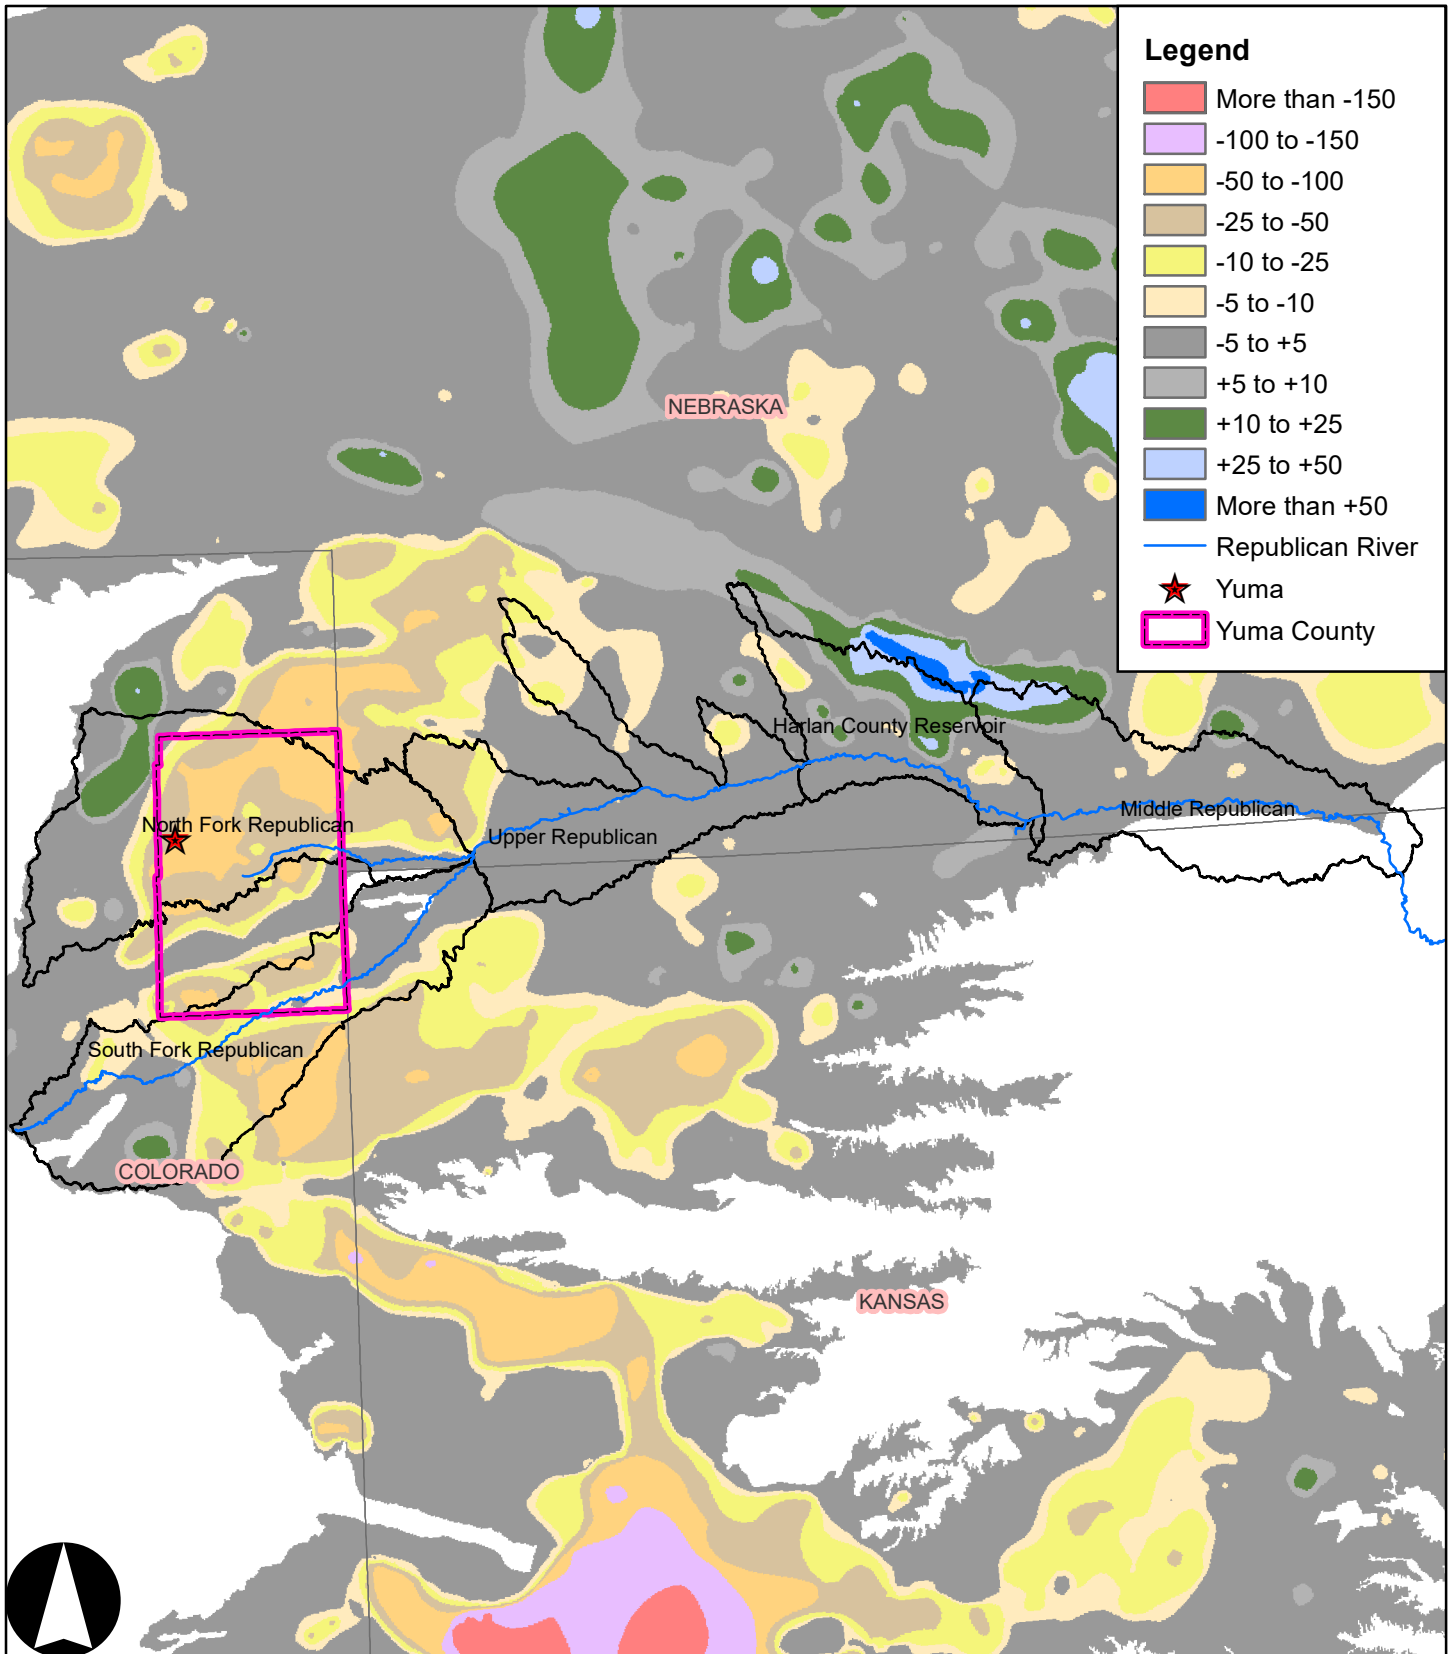 Legend
More than -150
-100 to -150
-50 to -100
-25 to -50
-10 to -25
-5 to -10
-5 to +5
+5 to +10
+10 to +25
+25 to +50
More than +50
Republican River
Yuma
Yuma County
NEBRASKA
Harlan County Reservoir
Middle Republican
North Fork Republican
Upper Republican
South Fork Republican
COLORADO
KANSAS